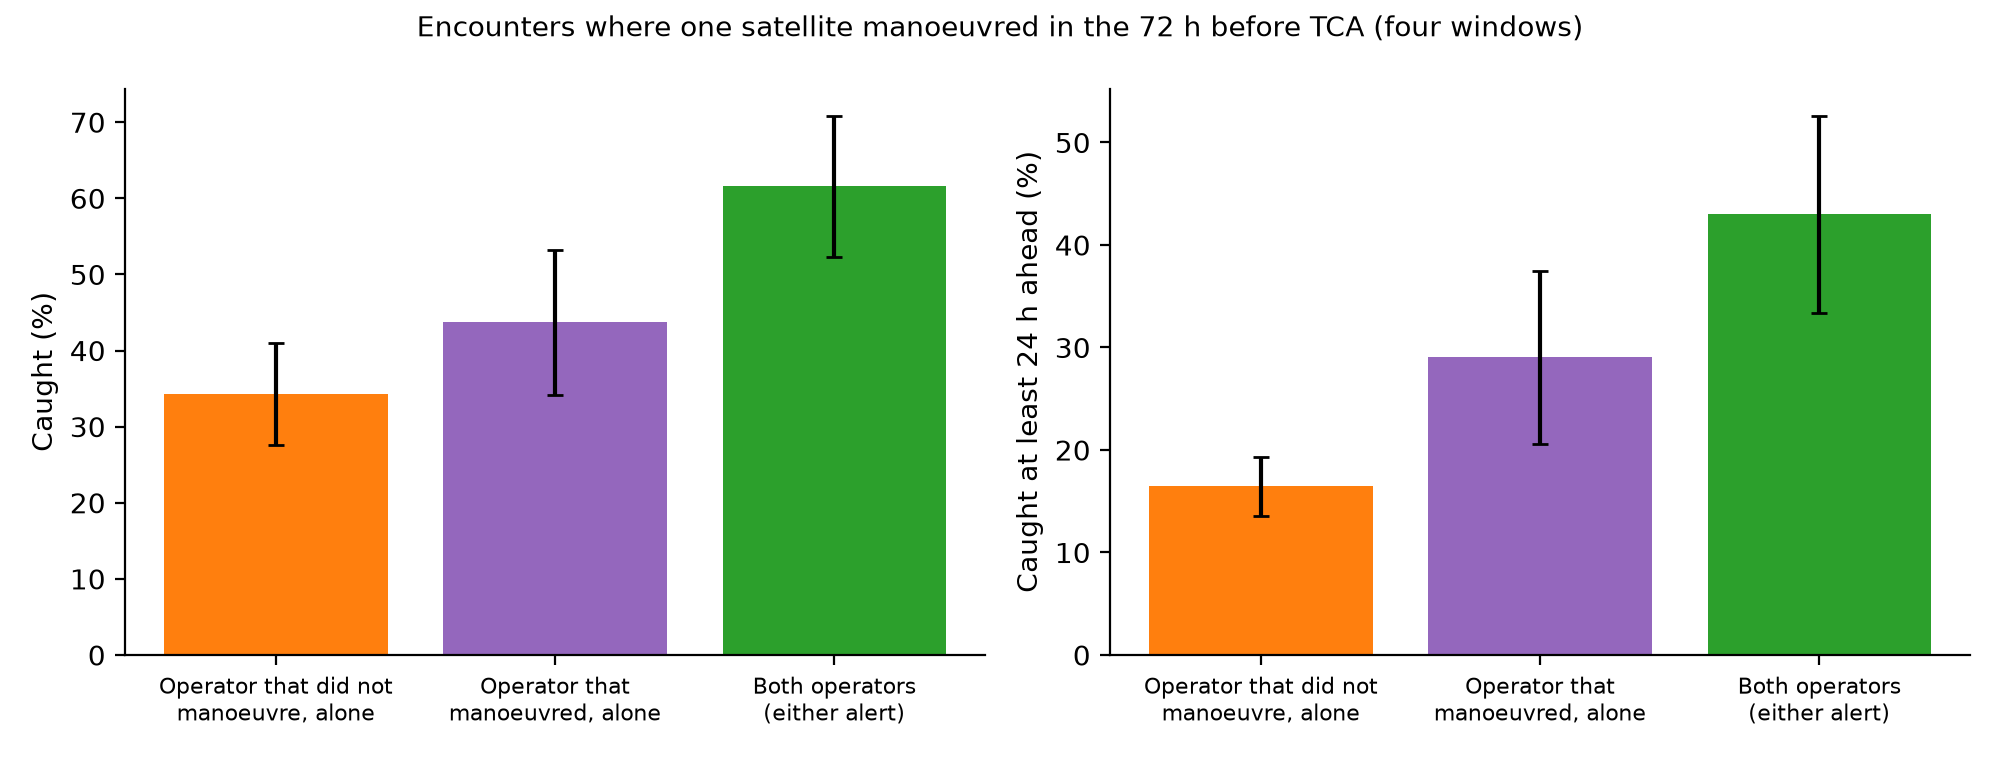 Encounters where one satellite manoeuvred in the 72 h before TCA (four windows)
Caught (%)
70
60
50
40
30
20
10
0
Operator that did not
manoeuvre, alone
Operator that
manoeuvred, alone
Both operators
(either alert)
Caught at least 24 h ahead (%)
50
40
30
20
10
0
Operator that did not
manoeuvre, alone
Operator that
manoeuvred, alone
Both operators
(either alert)